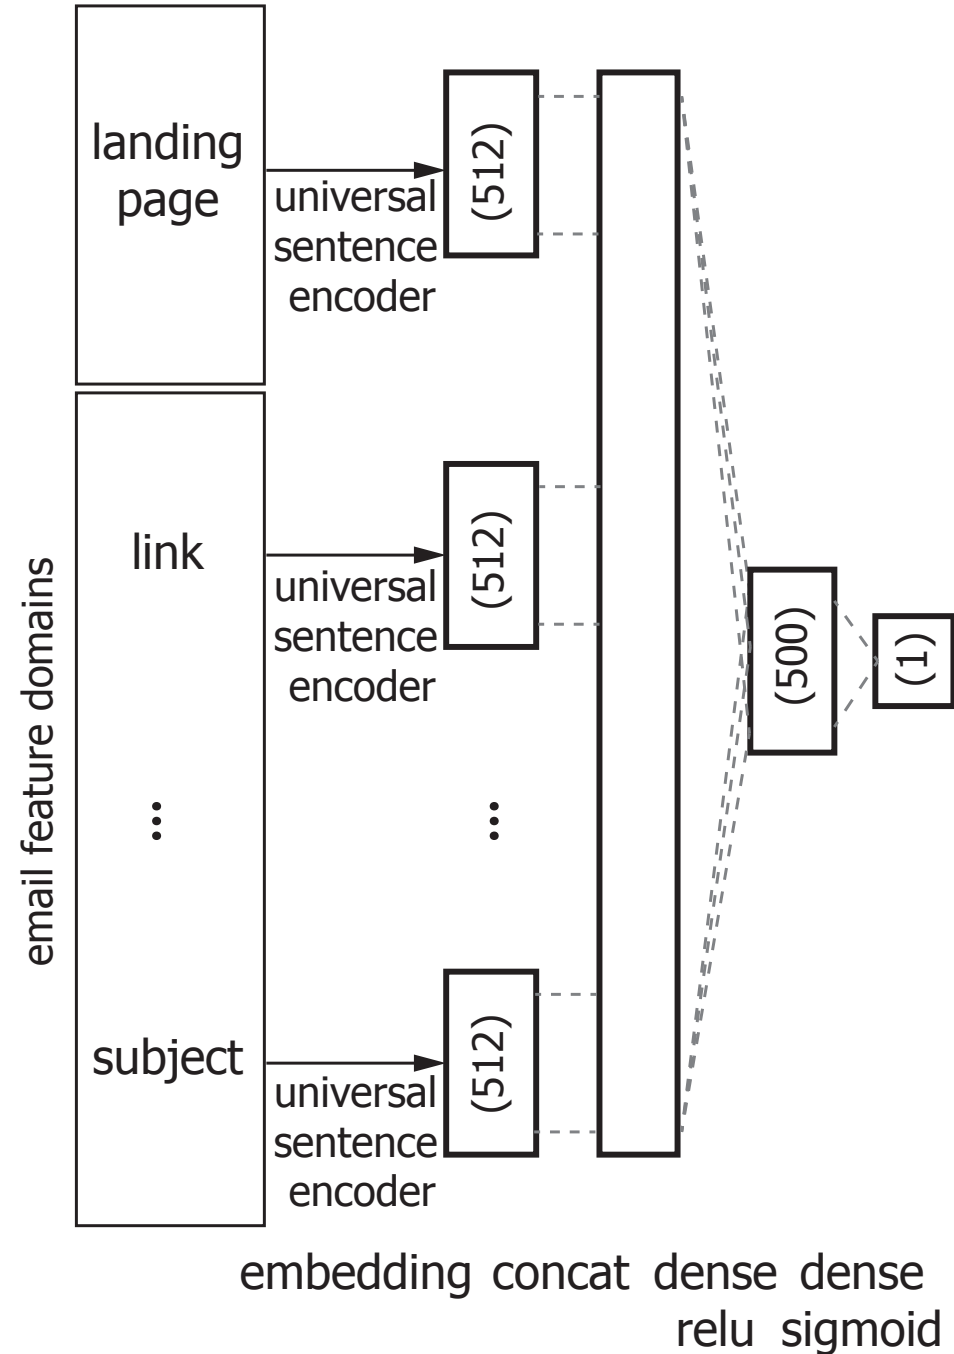 landing
page
universal
sentence
encoder
(512)
link
universal
sentence
encoder
(512)
...
...
subject
universal
sentence
encoder
(512)
email feature domains
(500)
(1)
embedding concat dense dense
relu sigmoid